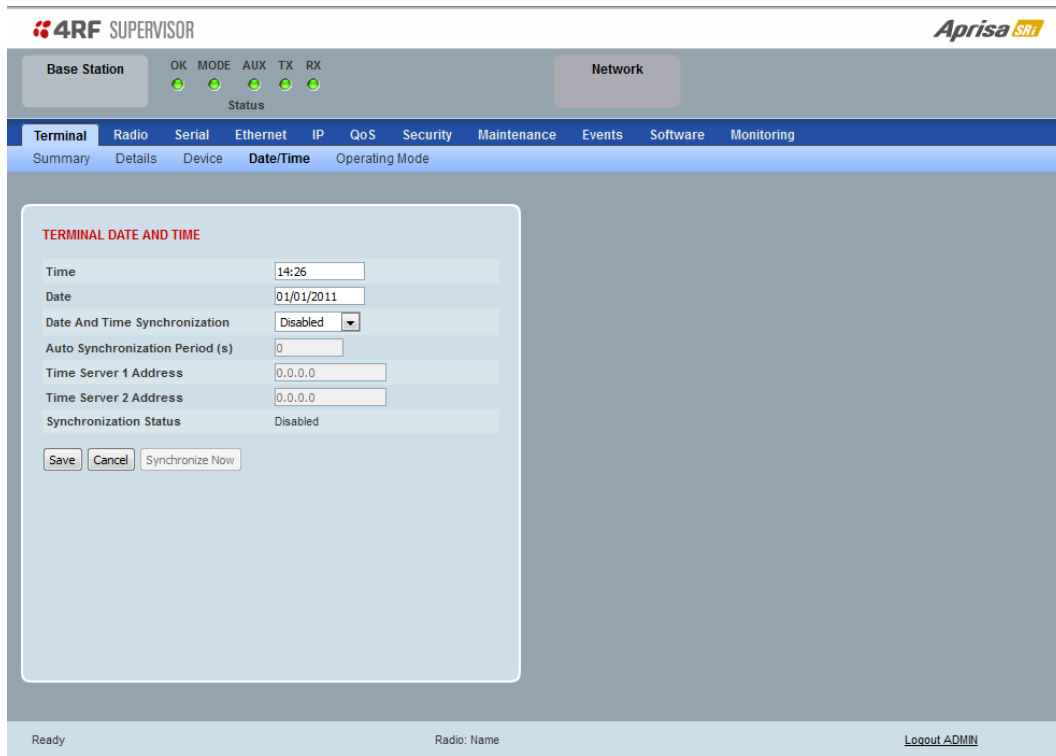 4RF SUPERVISOR
Aprisa SRi
Base Station
OK MODE AUX TX RX
Status
Network
Terminal Radio Serial Ethernet IP QoS Security Maintenance Events Software Monitoring
Summary Details Device Date/Time Operating Mode
TERMINAL DATE AND TIME
Time 14:26
Date 01/01/2011
Date And Time Synchronization Disabled
Auto Synchronization Period (s) 0
Time Server 1 Address 0.0.0.0
Time Server 2 Address 0.0.0.0
Synchronization Status Disabled
Save Cancel Synchronize Now
Ready Radio: Name Logout ADMIN